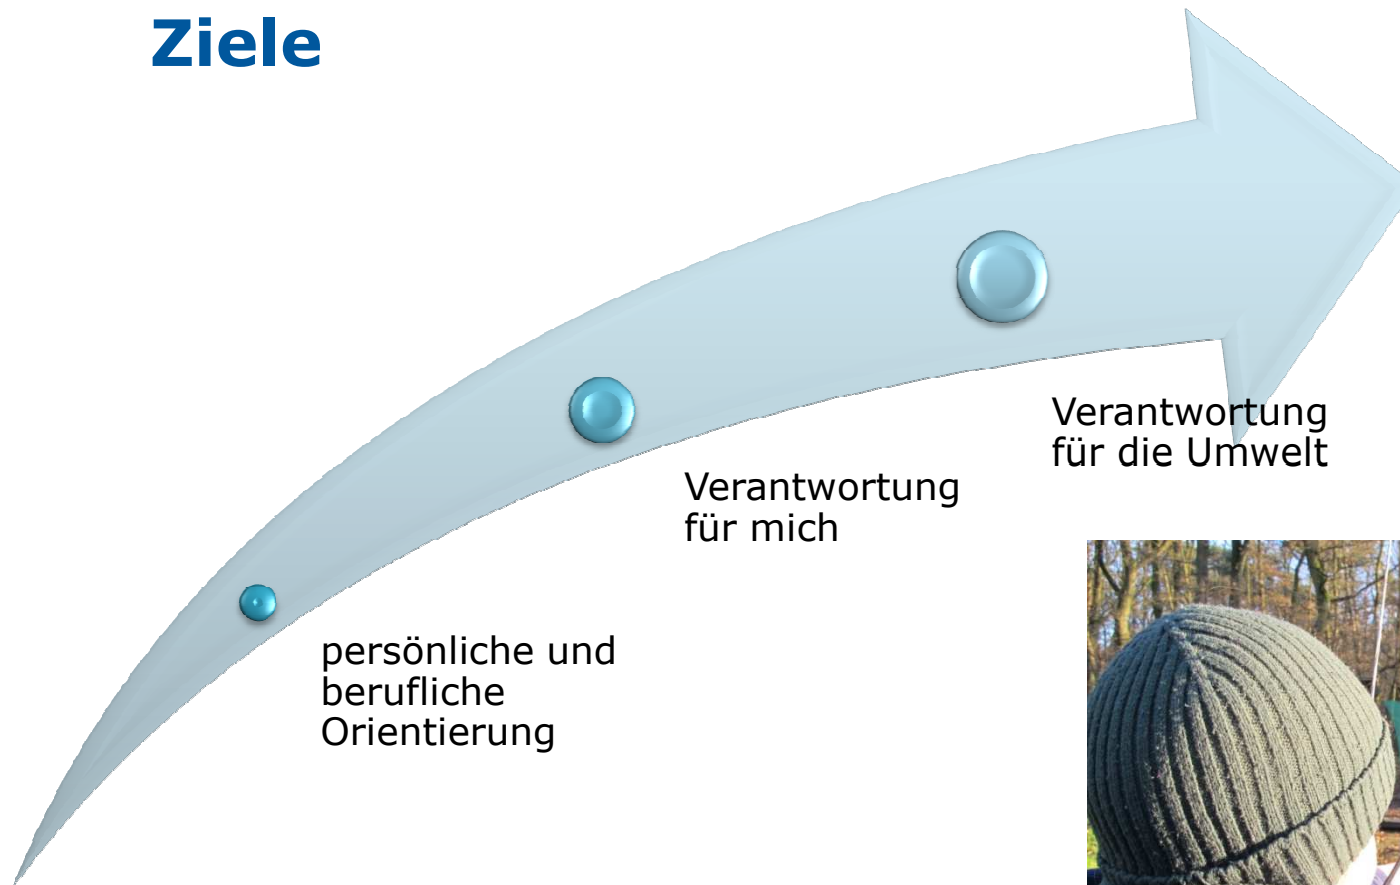 Ziele
persönliche und
berufliche
Orientierung
Verantwortung
für mich
Verantwortung
für die Umwelt